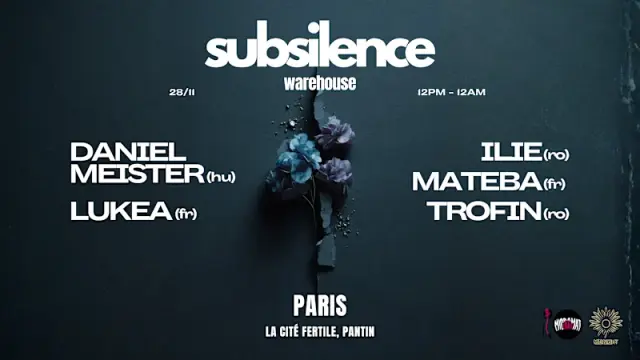 subsilence
warehouse
28/11
12PM - 12AM
DANIEL
MEISTER (hu)
LUKEA (fr)
ILIE (ro)
MATEBA (fr)
TROFIN (ro)
PARIS
LA CITÉ FERTILE, PANTIN